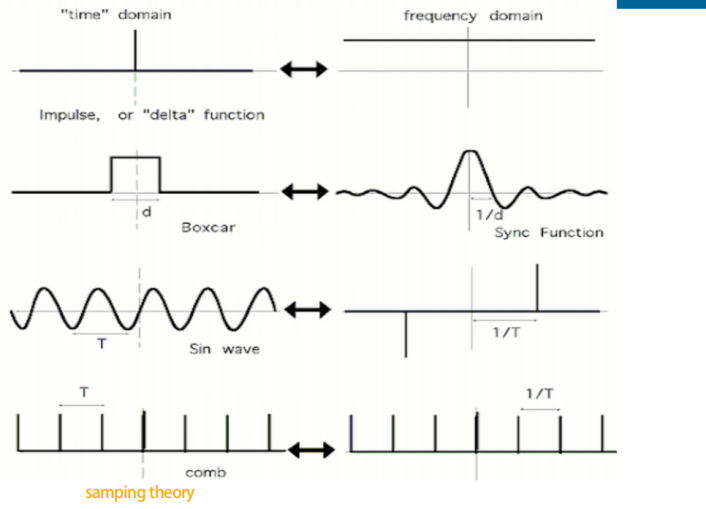 "time" domain
frequency domain
Impulse, or "delta" function
d
Boxcar
1/d
Sync Function
T
Sin wave
1/T
T
comb
1/T
samping theory